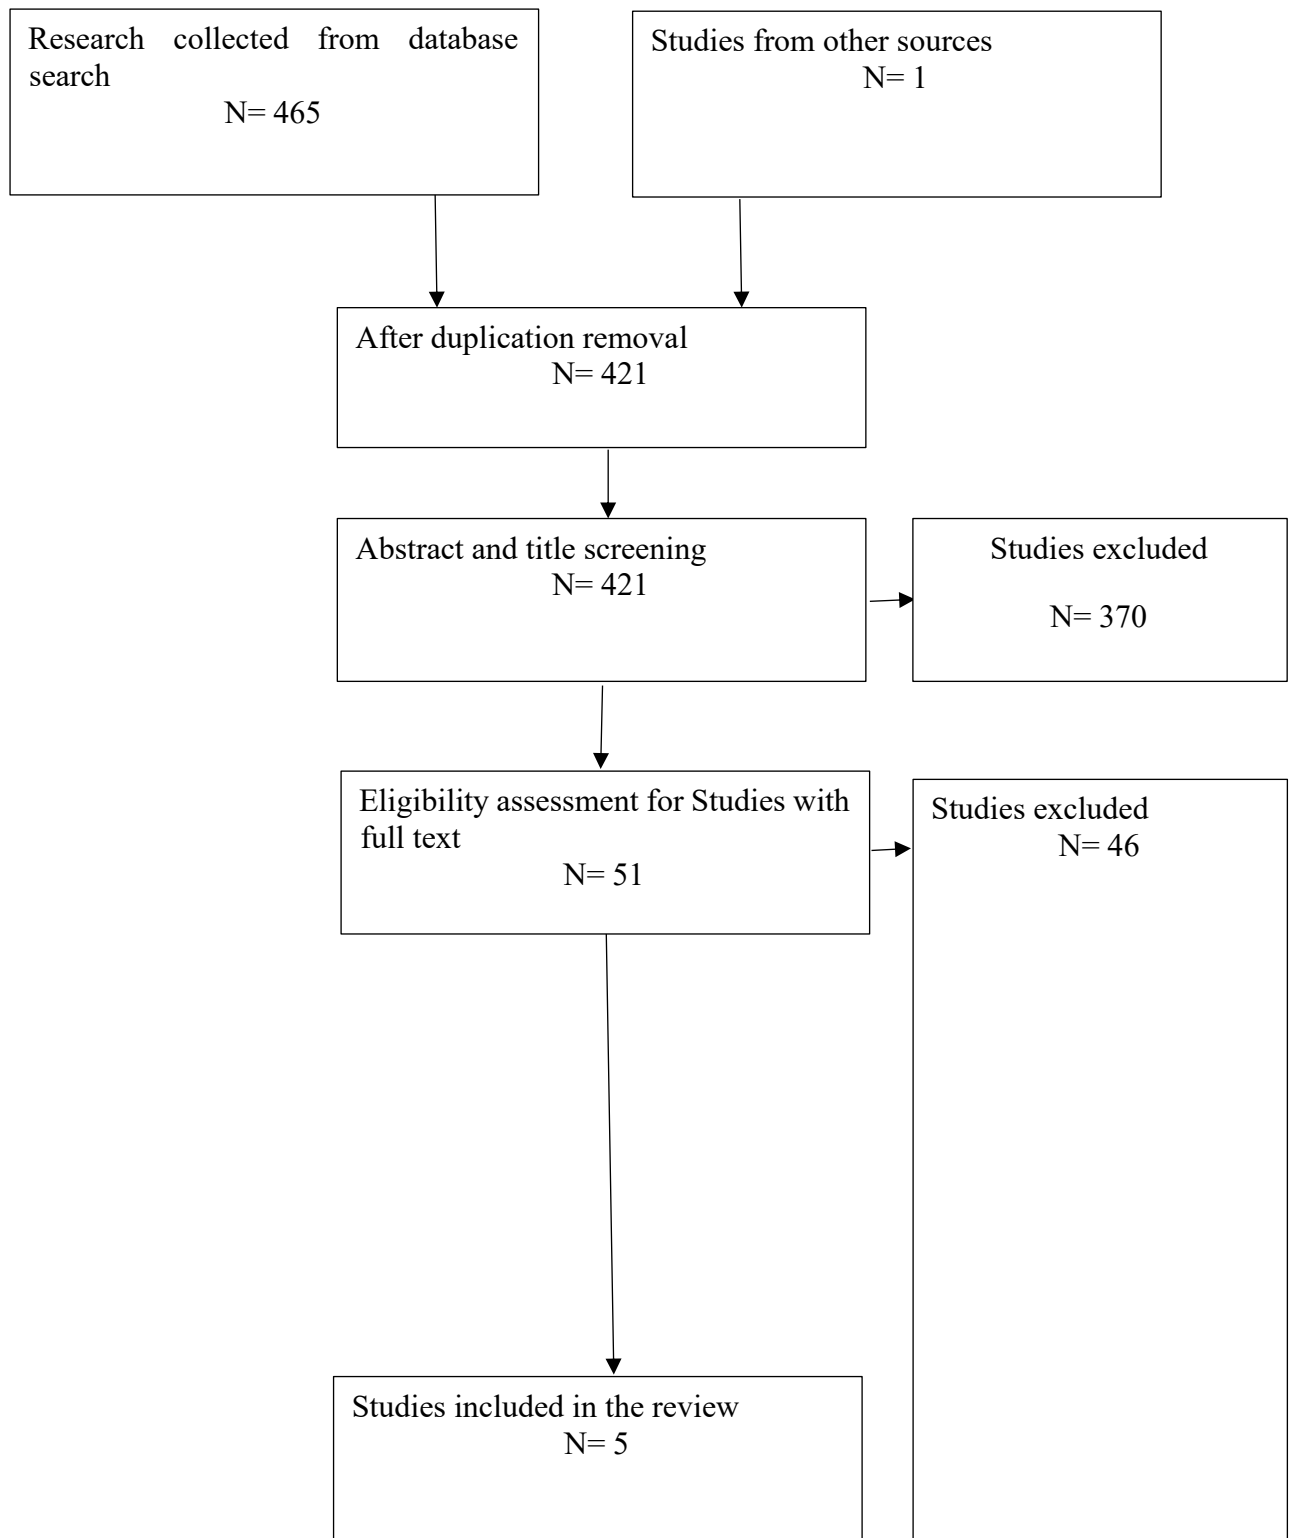 Research collected from database
search
N= 465
Studies from other sources
N= 1
After duplication removal
N= 421
Abstract and title screening
N= 421
Studies excluded
N= 370
Eligibility assessment for Studies with
full text
N= 51
Studies excluded
N= 46
Studies included in the review
N= 5